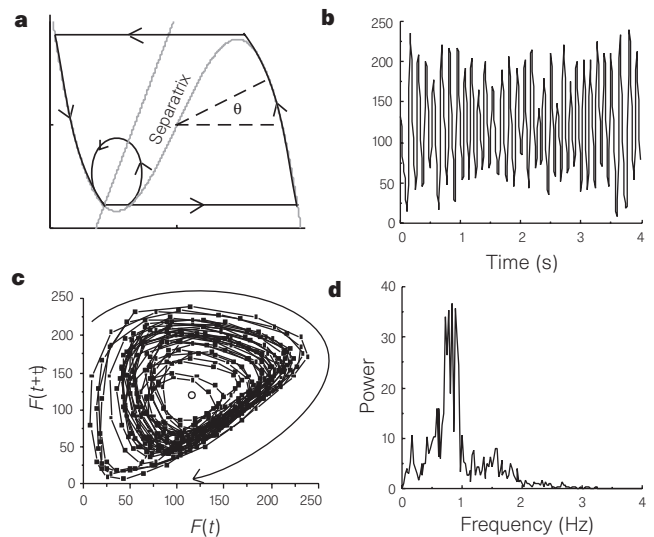 a
Separatrix
θ
b
250
200
150
100
50
0
0 1 2 3 4
Time (s)
c
250
200
150
100
50
0
F(t+t)
0 50 100 150 200 250
F(t)
d
40
30
20
10
0
Power
0 1 2 3 4
Frequency (Hz)